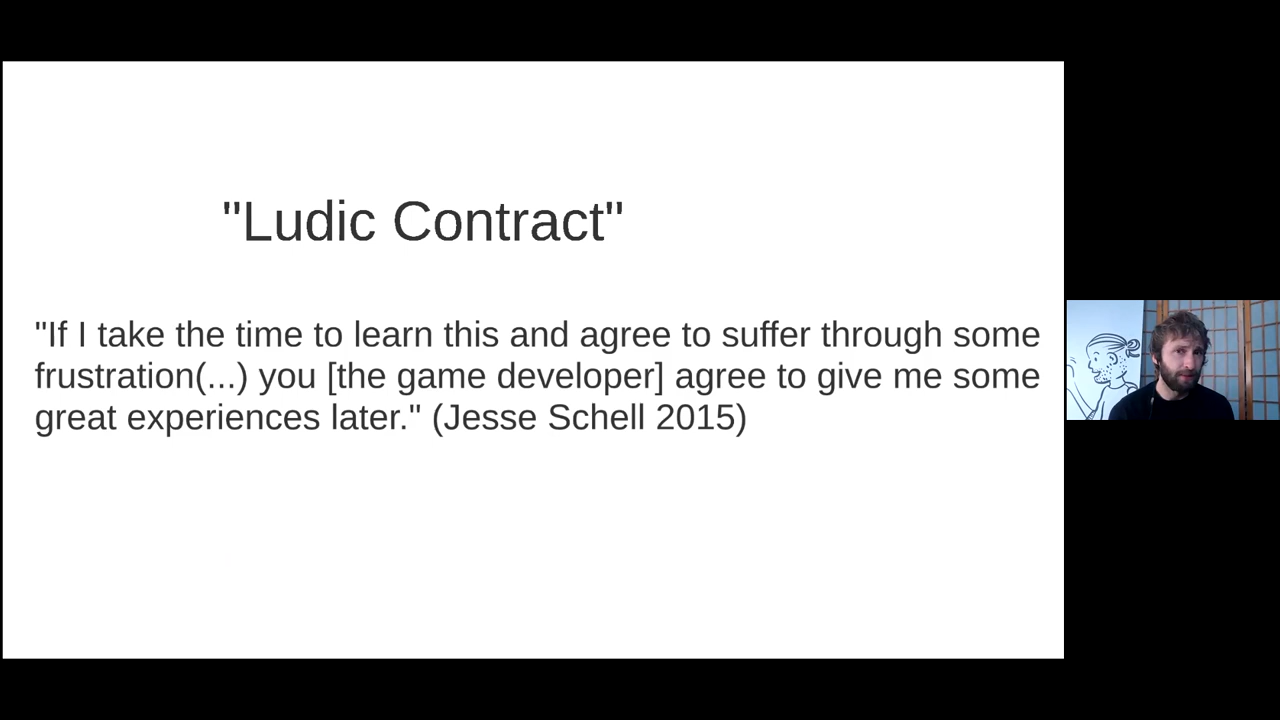 "Ludic Contract"
"If I take the time to learn this and agree to suffer through some
frustration(...) you [the game developer] agree to give me some
great experiences later." (Jesse Schell 2015)